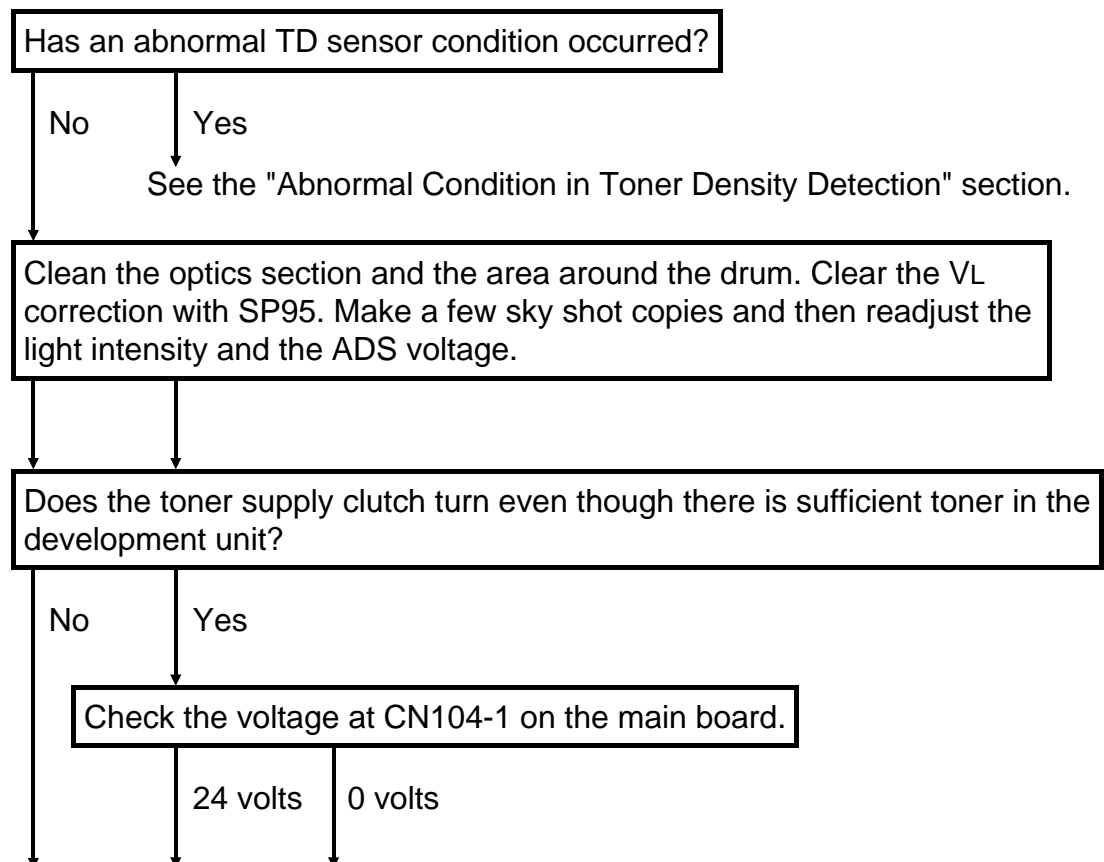 Has an abnormal TD sensor condition occurred?
No
Yes
See the "Abnormal Condition in Toner Density Detection" section.
Clean the optics section and the area around the drum. Clear the VL
correction with SP95. Make a few sky shot copies and then readjust the
light intensity and the ADS voltage.
Does the toner supply clutch turn even though there is sufficient toner in the
development unit?
No
Yes
Check the voltage at CN104-1 on the main board.
24 volts
0 volts